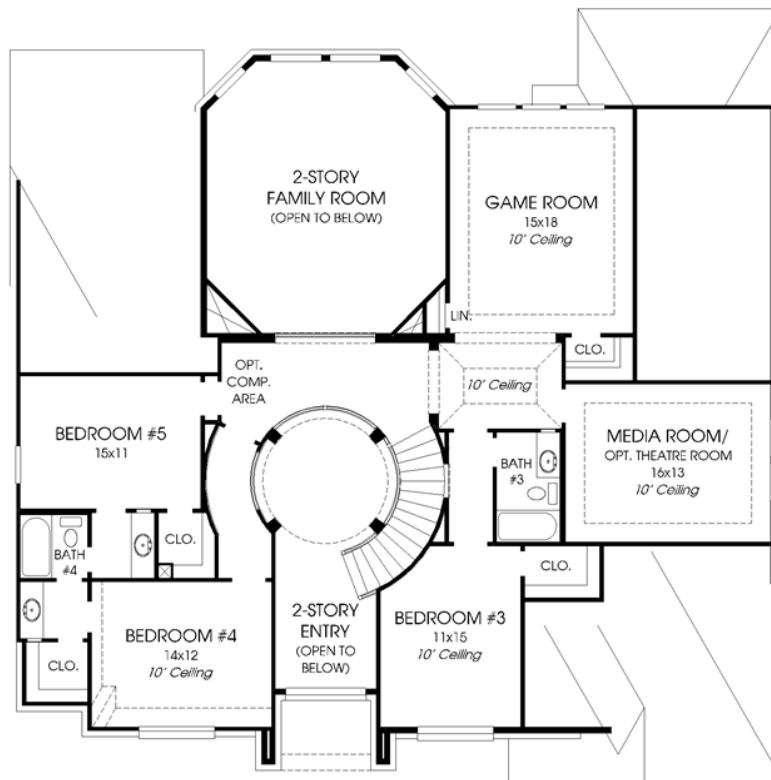 2-STORY
FAMILY ROOM
(OPEN TO BELOW)
GAME ROOM
15x18
10' Ceiling
LIN.
CLO.
OPT.
COMP.
AREA
10' Ceiling
BEDROOM #5
15x11
MEDIA ROOM/
OPT. THEATRE ROOM
16x13
10' Ceiling
BATH
#3
CLO.
BATH
#4
CLO.
2-STORY
ENTRY
(OPEN TO
BELOW)
BEDROOM #4
14x12
10' Ceiling
BEDROOM #3
11x15
10' Ceiling
CLO.